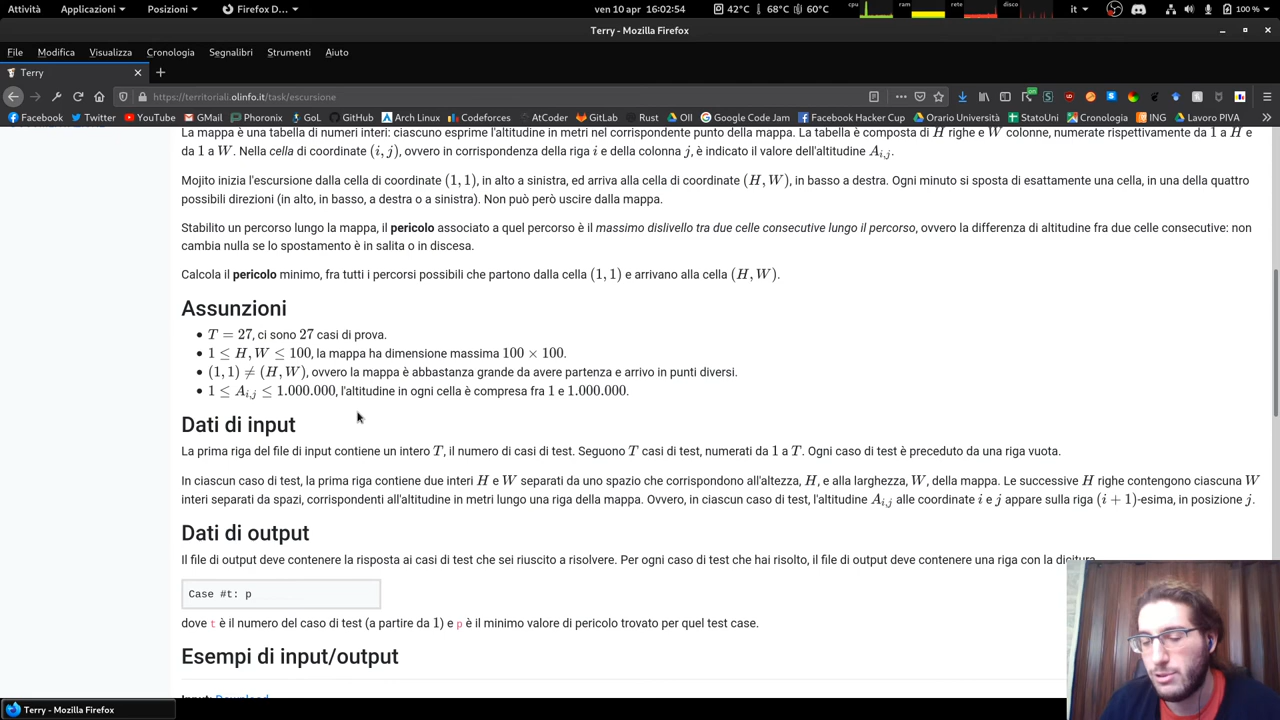 Attività Applicazioni Posizioni Firefox D... ven 10 apr 16:02:54 42°C 68°C 60°C cpu ram rete disco it 100 %
Terry - Mozilla Firefox
File Modifica Visualizza Cronologia Segnalibri Strumenti Aiuto
Terry
https://territoriali.olinfo.it/task/escursione
Facebook Twitter YouTube GMail Phoronix GoL GitHub Arch Linux Codeforces AtCoder GitLab Rust OII Google Code Jam Facebook Hacker Cup Orario Università StatoUni Cronologia ING Lavoro PIVA
La mappa è una tabella di numeri interi: ciascuno esprime l'altitudine in metri nel corrispondente punto della mappa. La tabella è composta di H righe e W colonne, numerate rispettivamente da 1 a H e
da 1 a W. Nella cella di coordinate (i, j), ovvero in corrispondenza della riga i e della colonna j, è indicato il valore dell'altitudine A_{i,j}.
Mojito inizia l'escursione dalla cella di coordinate (1, 1), in alto a sinistra, ed arriva alla cella di coordinate (H, W), in basso a destra. Ogni minuto si sposta di esattamente una cella, in una delle quattro
possibili direzioni (in alto, in basso, a destra o a sinistra). Non può però uscire dalla mappa.
Stabilito un percorso lungo la mappa, il pericolo associato a quel percorso è il massimo dislivello tra due celle consecutive lungo il percorso, ovvero la differenza di altitudine fra due celle consecutive: non
cambia nulla se lo spostamento è in salita o in discesa.
Calcola il pericolo minimo, fra tutti i percorsi possibili che partono dalla cella (1, 1) e arrivano alla cella (H, W).
Assunzioni
• T = 27, ci sono 27 casi di prova.
• 1 ≤ H, W ≤ 100, la mappa ha dimensione massima 100 × 100.
• (1, 1) ≠ (H, W), ovvero la mappa è abbastanza grande da avere partenza e arrivo in punti diversi.
• 1 ≤ A_{i,j} ≤ 1.000.000, l'altitudine in ogni cella è compresa fra 1 e 1.000.000.
Dati di input
La prima riga del file di input contiene un intero T, il numero di casi di test. Seguono T casi di test, numerati da 1 a T. Ogni caso di test è preceduto da una riga vuota.
In ciascun caso di test, la prima riga contiene due interi H e W separati da uno spazio che corrispondono all'altezza, H, e alla larghezza, W, della mappa. Le successive H righe contengono ciascuna W
interi separati da spazi, corrispondenti all'altitudine in metri lungo una riga della mappa. Ovvero, in ciascun caso di test, l'altitudine A_{i,j} alle coordinate i e j appare sulla riga (i + 1)-esima, in posizione j.
Dati di output
Il file di output deve contenere la risposta ai casi di test che sei riuscito a risolvere. Per ogni caso di test che hai risolto, il file di output deve contenere una riga con la dicitura
Case #t: p
dove t è il numero del caso di test (a partire da 1) e p è il minimo valore di pericolo trovato per quel test case.
Esempi di input/output
Input: Download
Terry - Mozilla Firefox